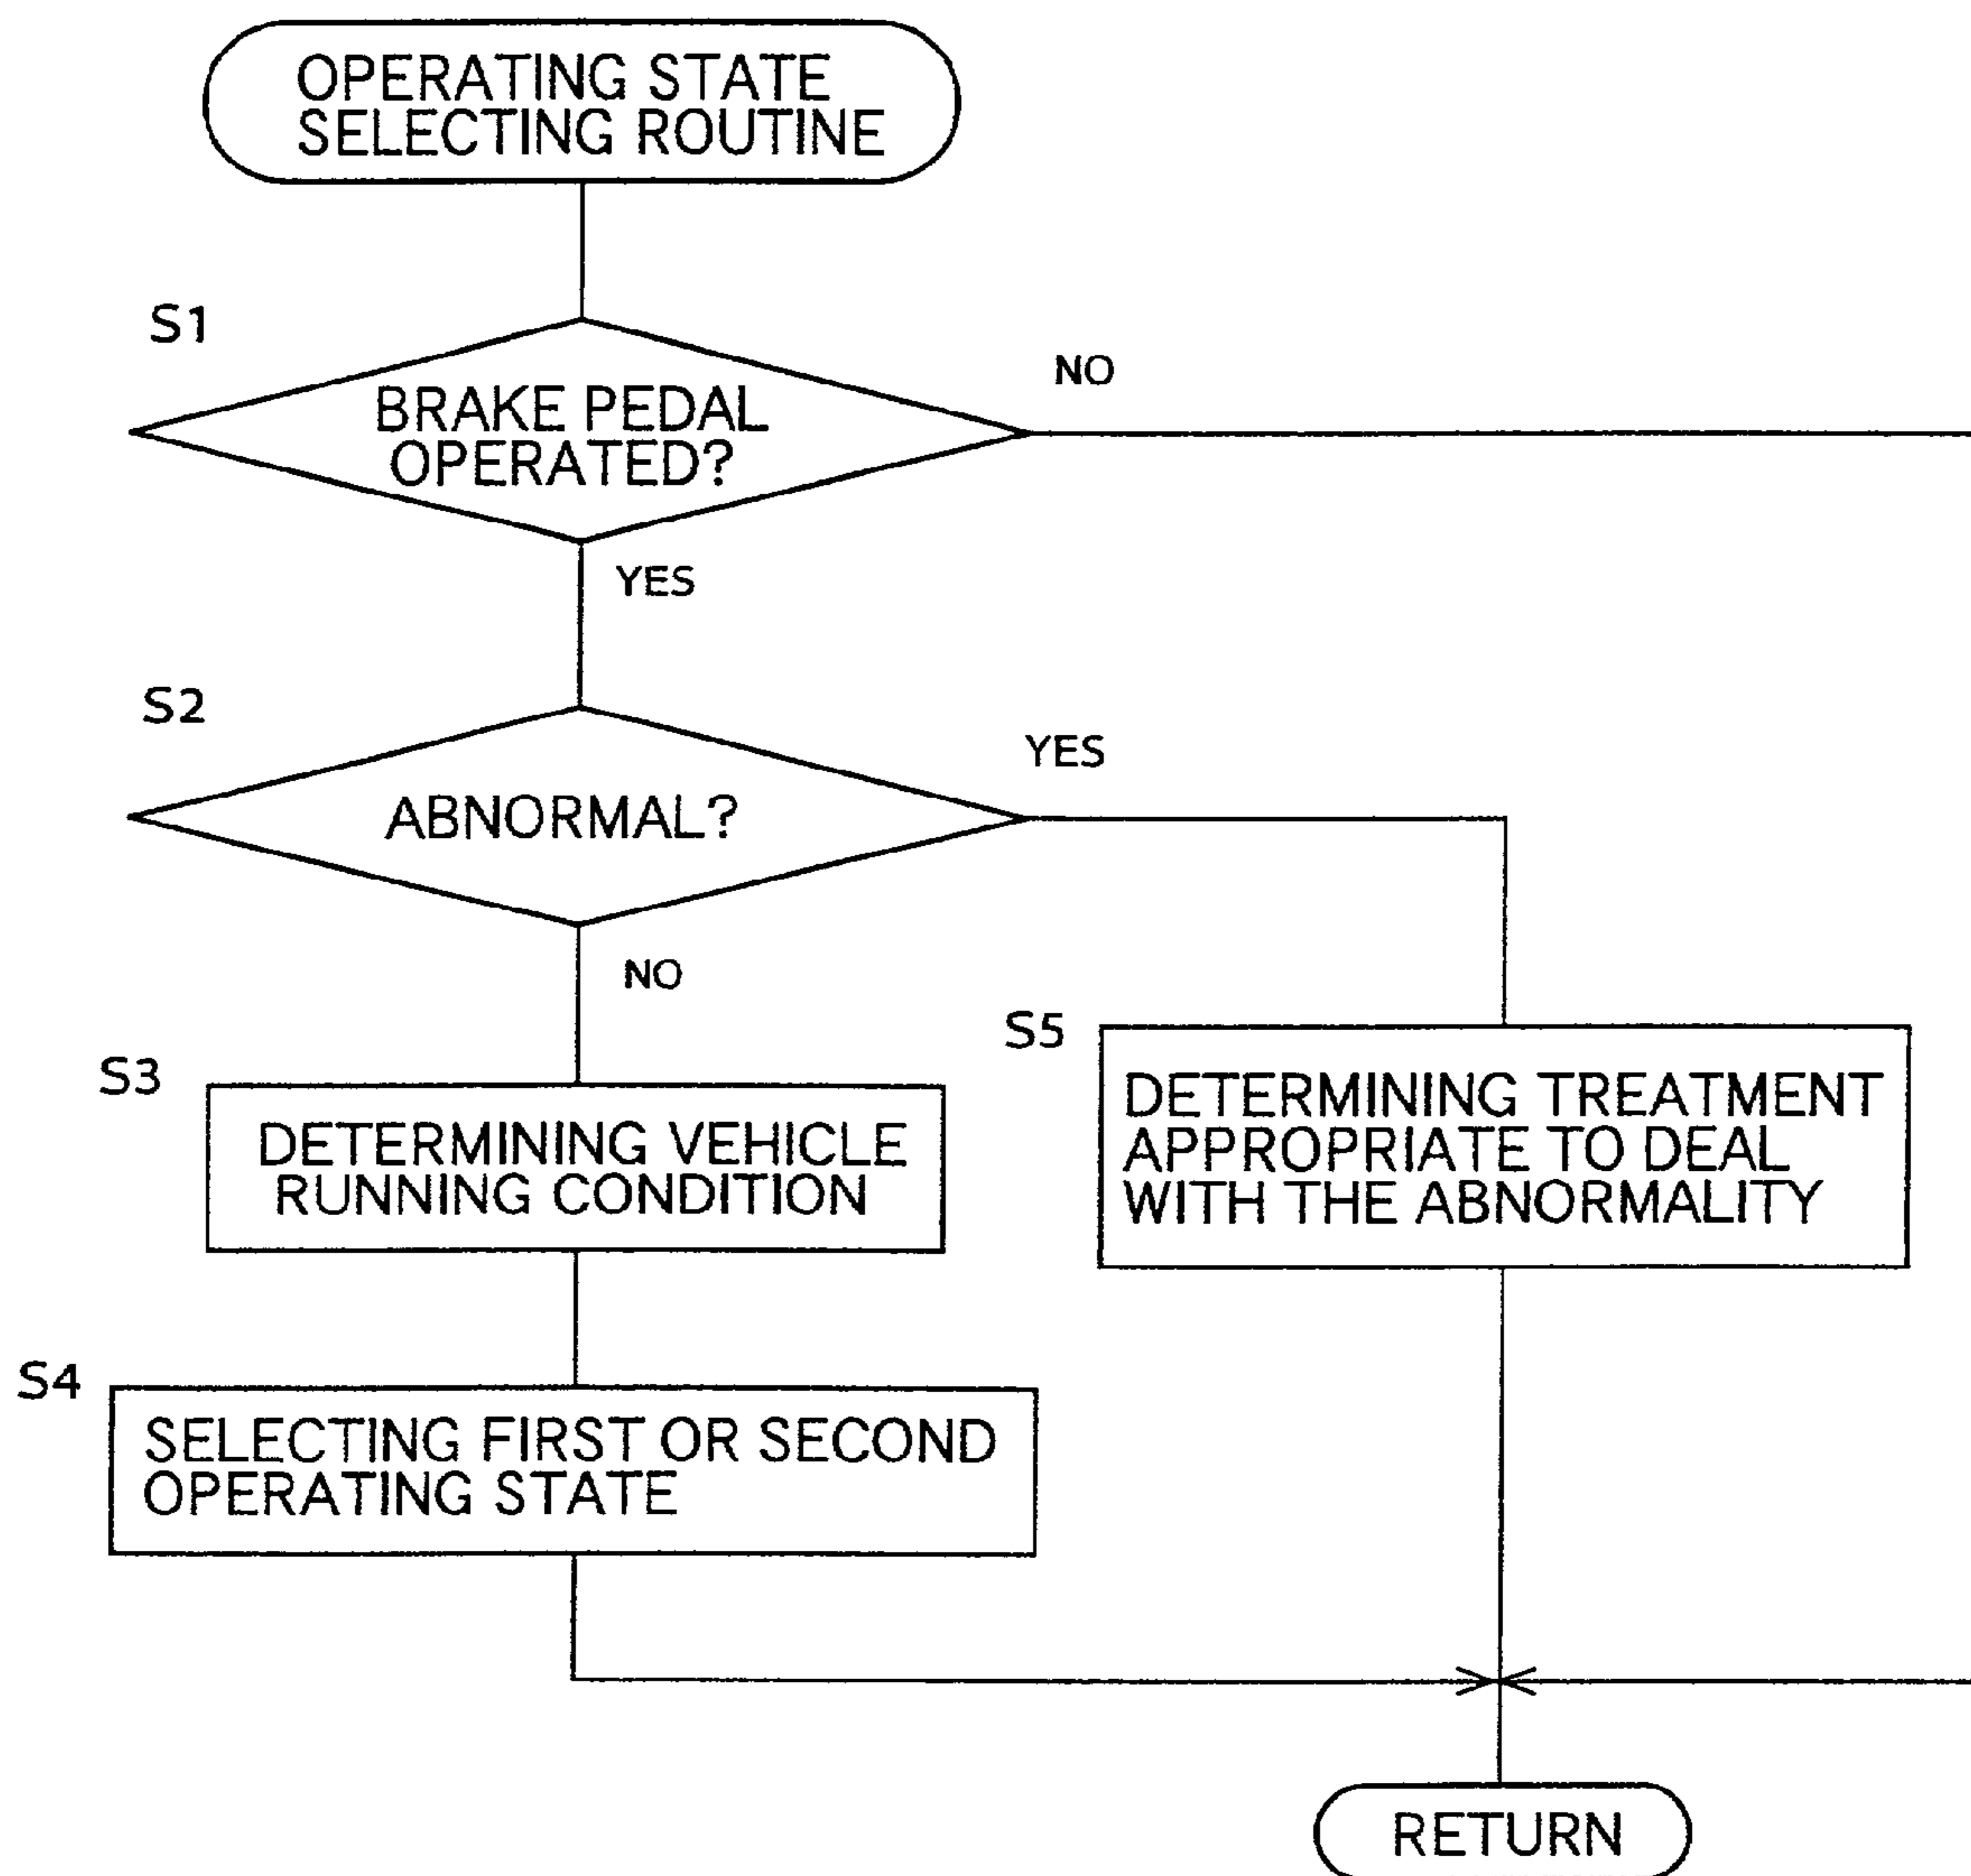 OPERATING STATE
SELECTING ROUTINE
S1
BRAKE PEDAL
OPERATED?
NO
YES
S2
ABNORMAL?
YES
NO
S3
DETERMINING VEHICLE
RUNNING CONDITION
S5
DETERMINING TREATMENT
APPROPRIATE TO DEAL
WITH THE ABNORMALITY
S4
SELECTING FIRST OR SECOND
OPERATING STATE
RETURN